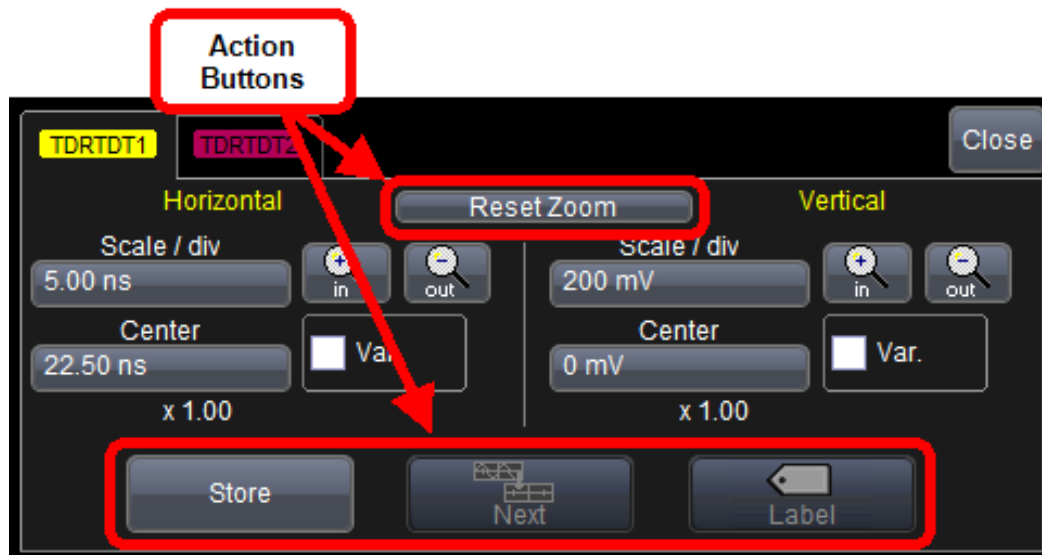 Action
Buttons
TDRTDT1 TDRTDT2 Close
Horizontal Reset Zoom Vertical
Scale / div Scale / div
5.00 ns in out 200 mV in out
Center Center
22.50 ns Var. 0 mV Var.
x 1.00 x 1.00
Store Next Label